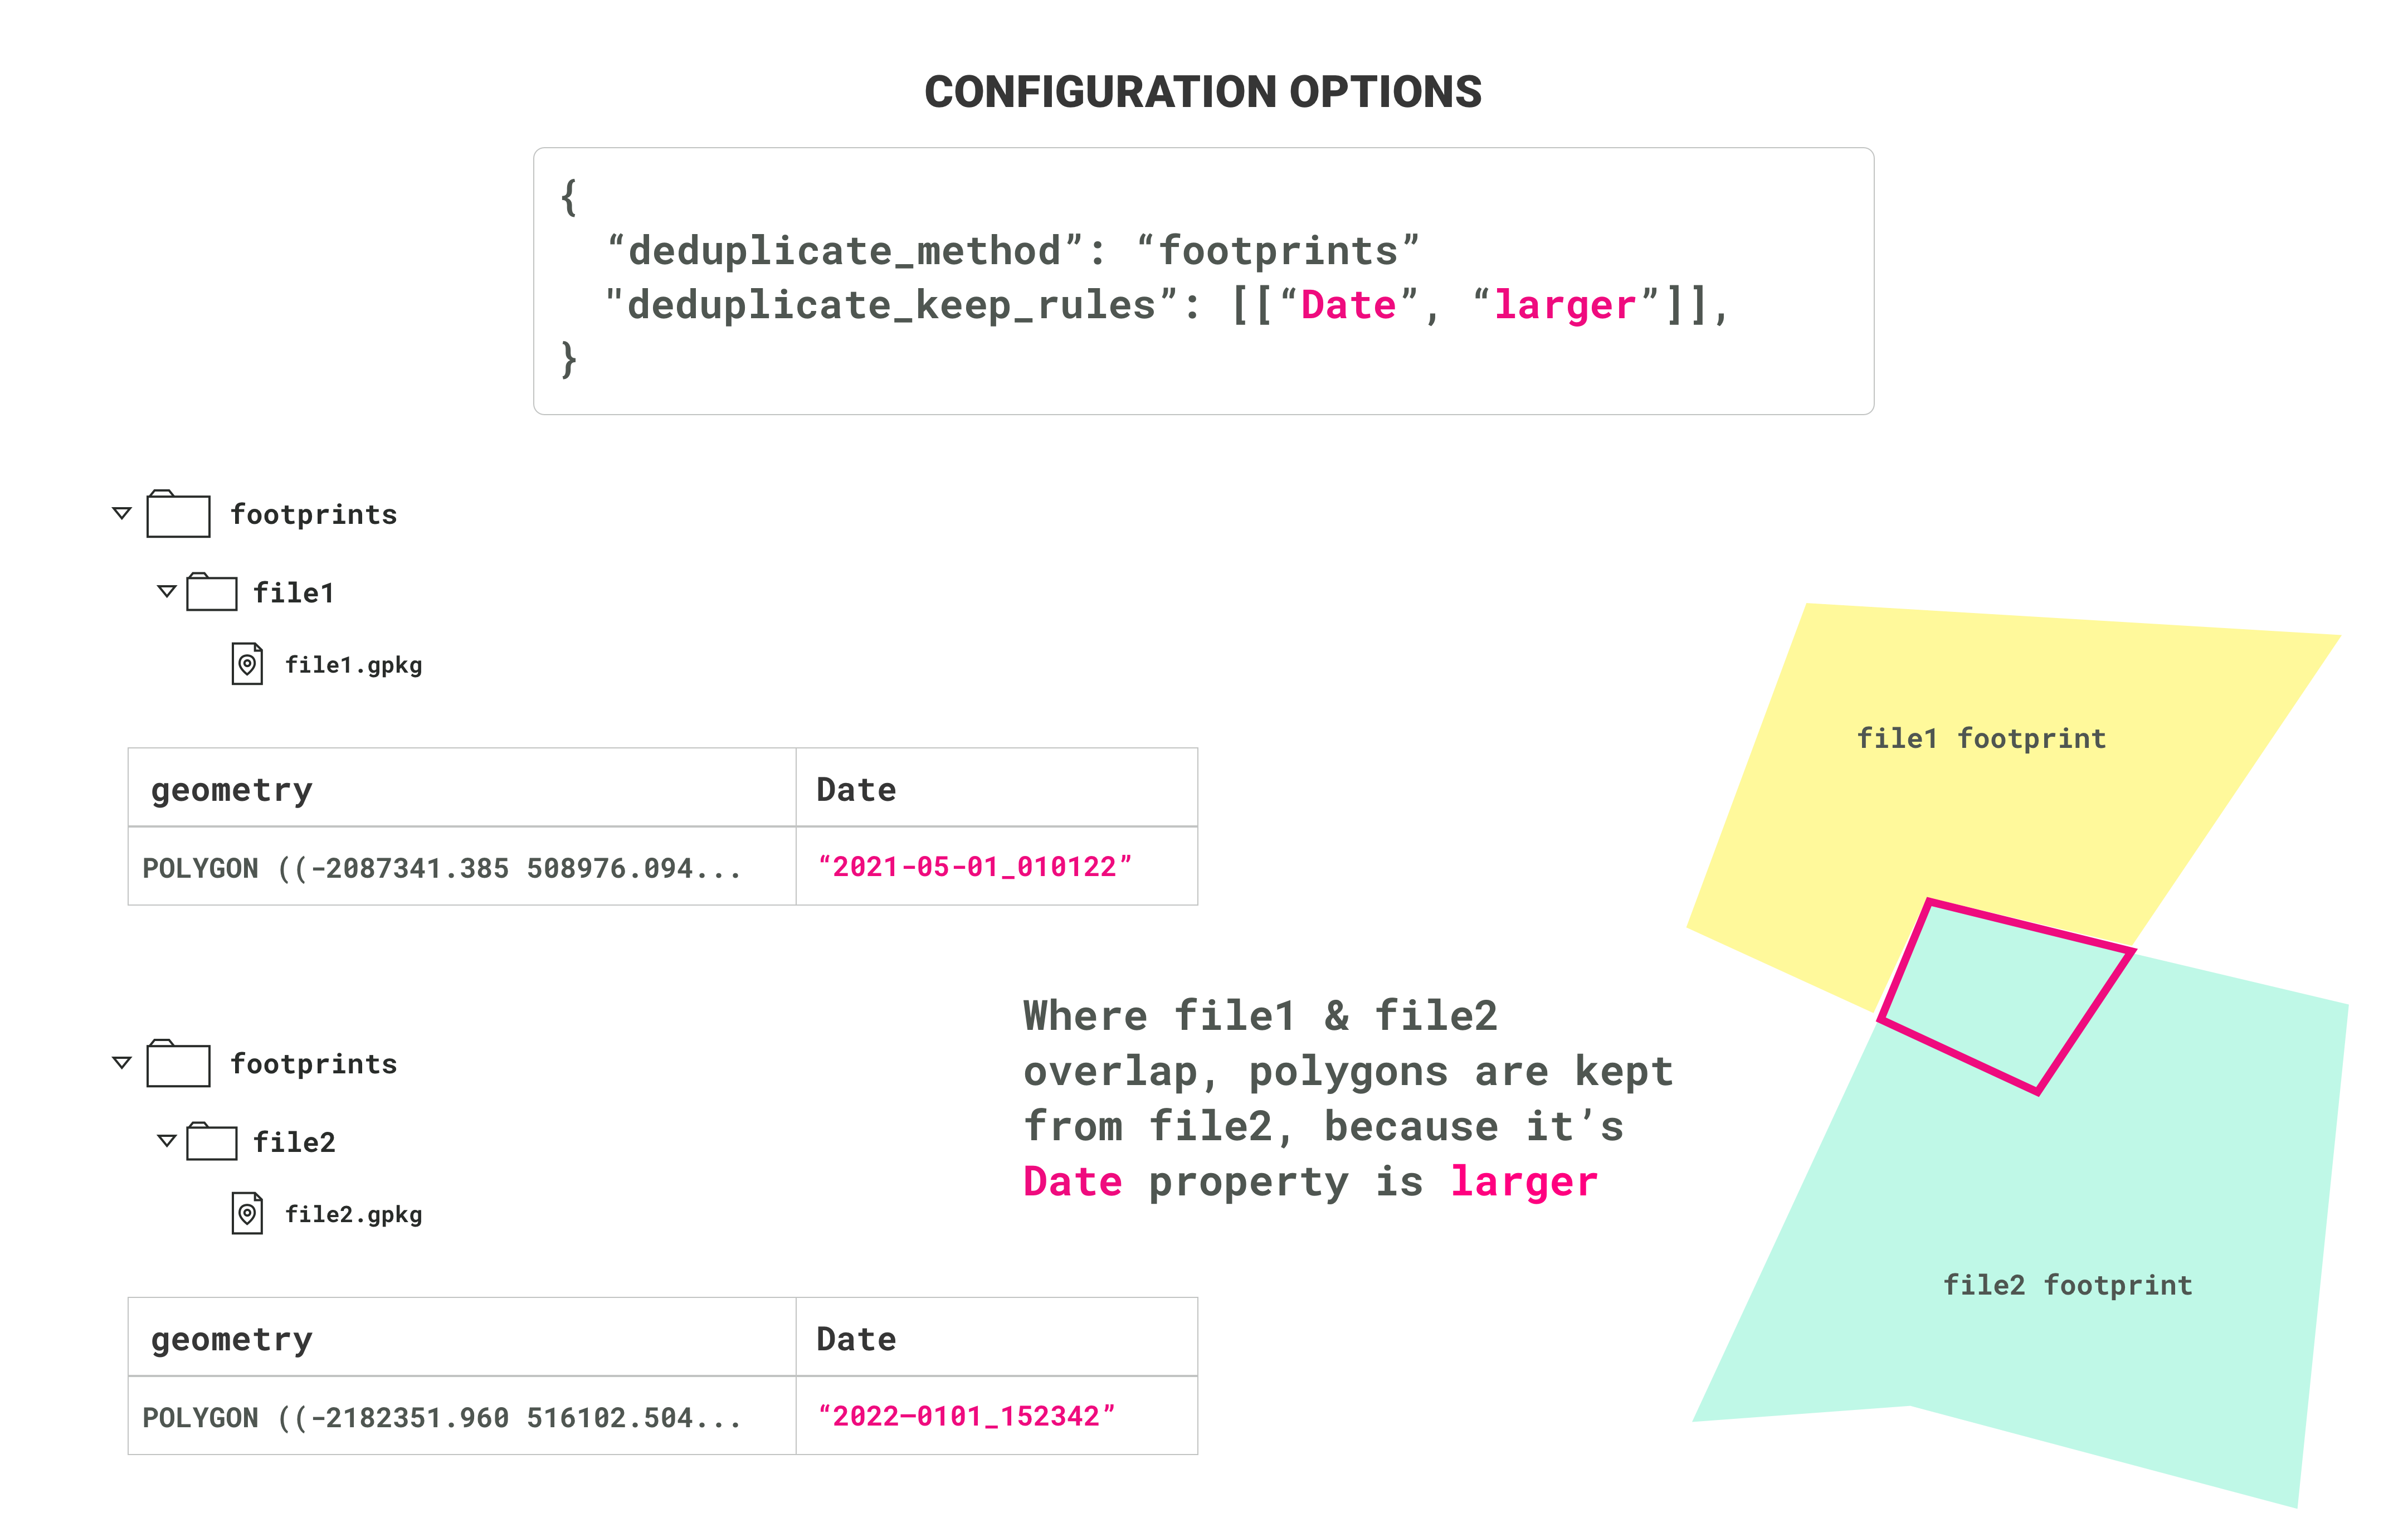 CONFIGURATION OPTIONS
{
“deduplicate_method”: “footprints”
"deduplicate_keep_rules”: [[“Date”, “larger”]],
}
footprints
file1
file1.gpkg
geometry Date
POLYGON ((-2087341.385 508976.094... “2021-05-01_010122”
footprints
file2
file2.gpkg
geometry Date
POLYGON ((-2182351.960 516102.504... “2022–0101_152342”
Where file1 & file2
overlap, polygons are kept
from file2, because it’s
Date property is larger
file1 footprint
file2 footprint